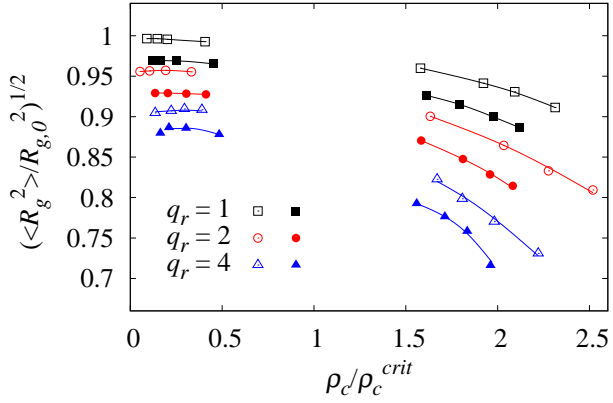 (<R_g^2>/R_{g,0}^2)^{1/2}
1
0.95
0.9
0.85
0.8
0.75
0.7
q_r = 1
q_r = 2
q_r = 4
0 0.5 1 1.5 2 2.5
ρ_c/ρ_c^{crit}